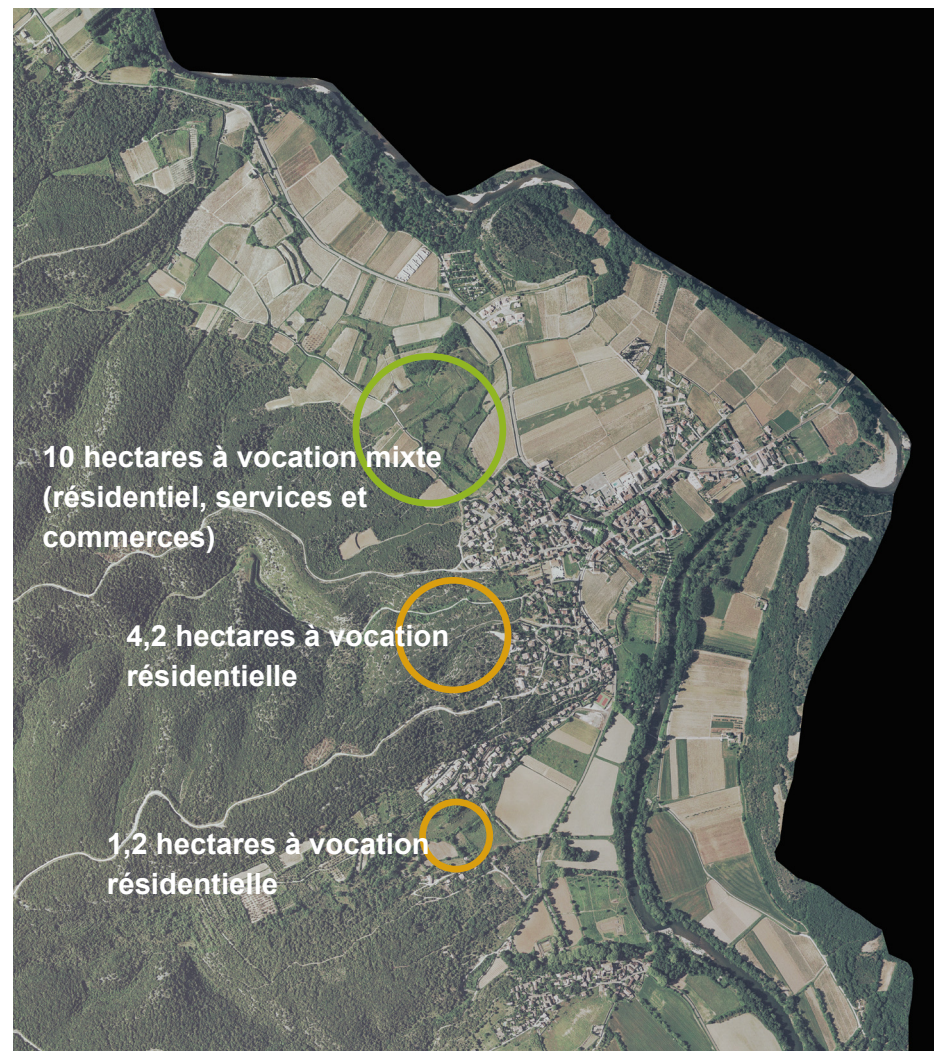 10 hectares à vocation mixte
(résidentiel, services et
commerces)
4,2 hectares à vocation
résidentielle
1,2 hectares à vocation
résidentielle